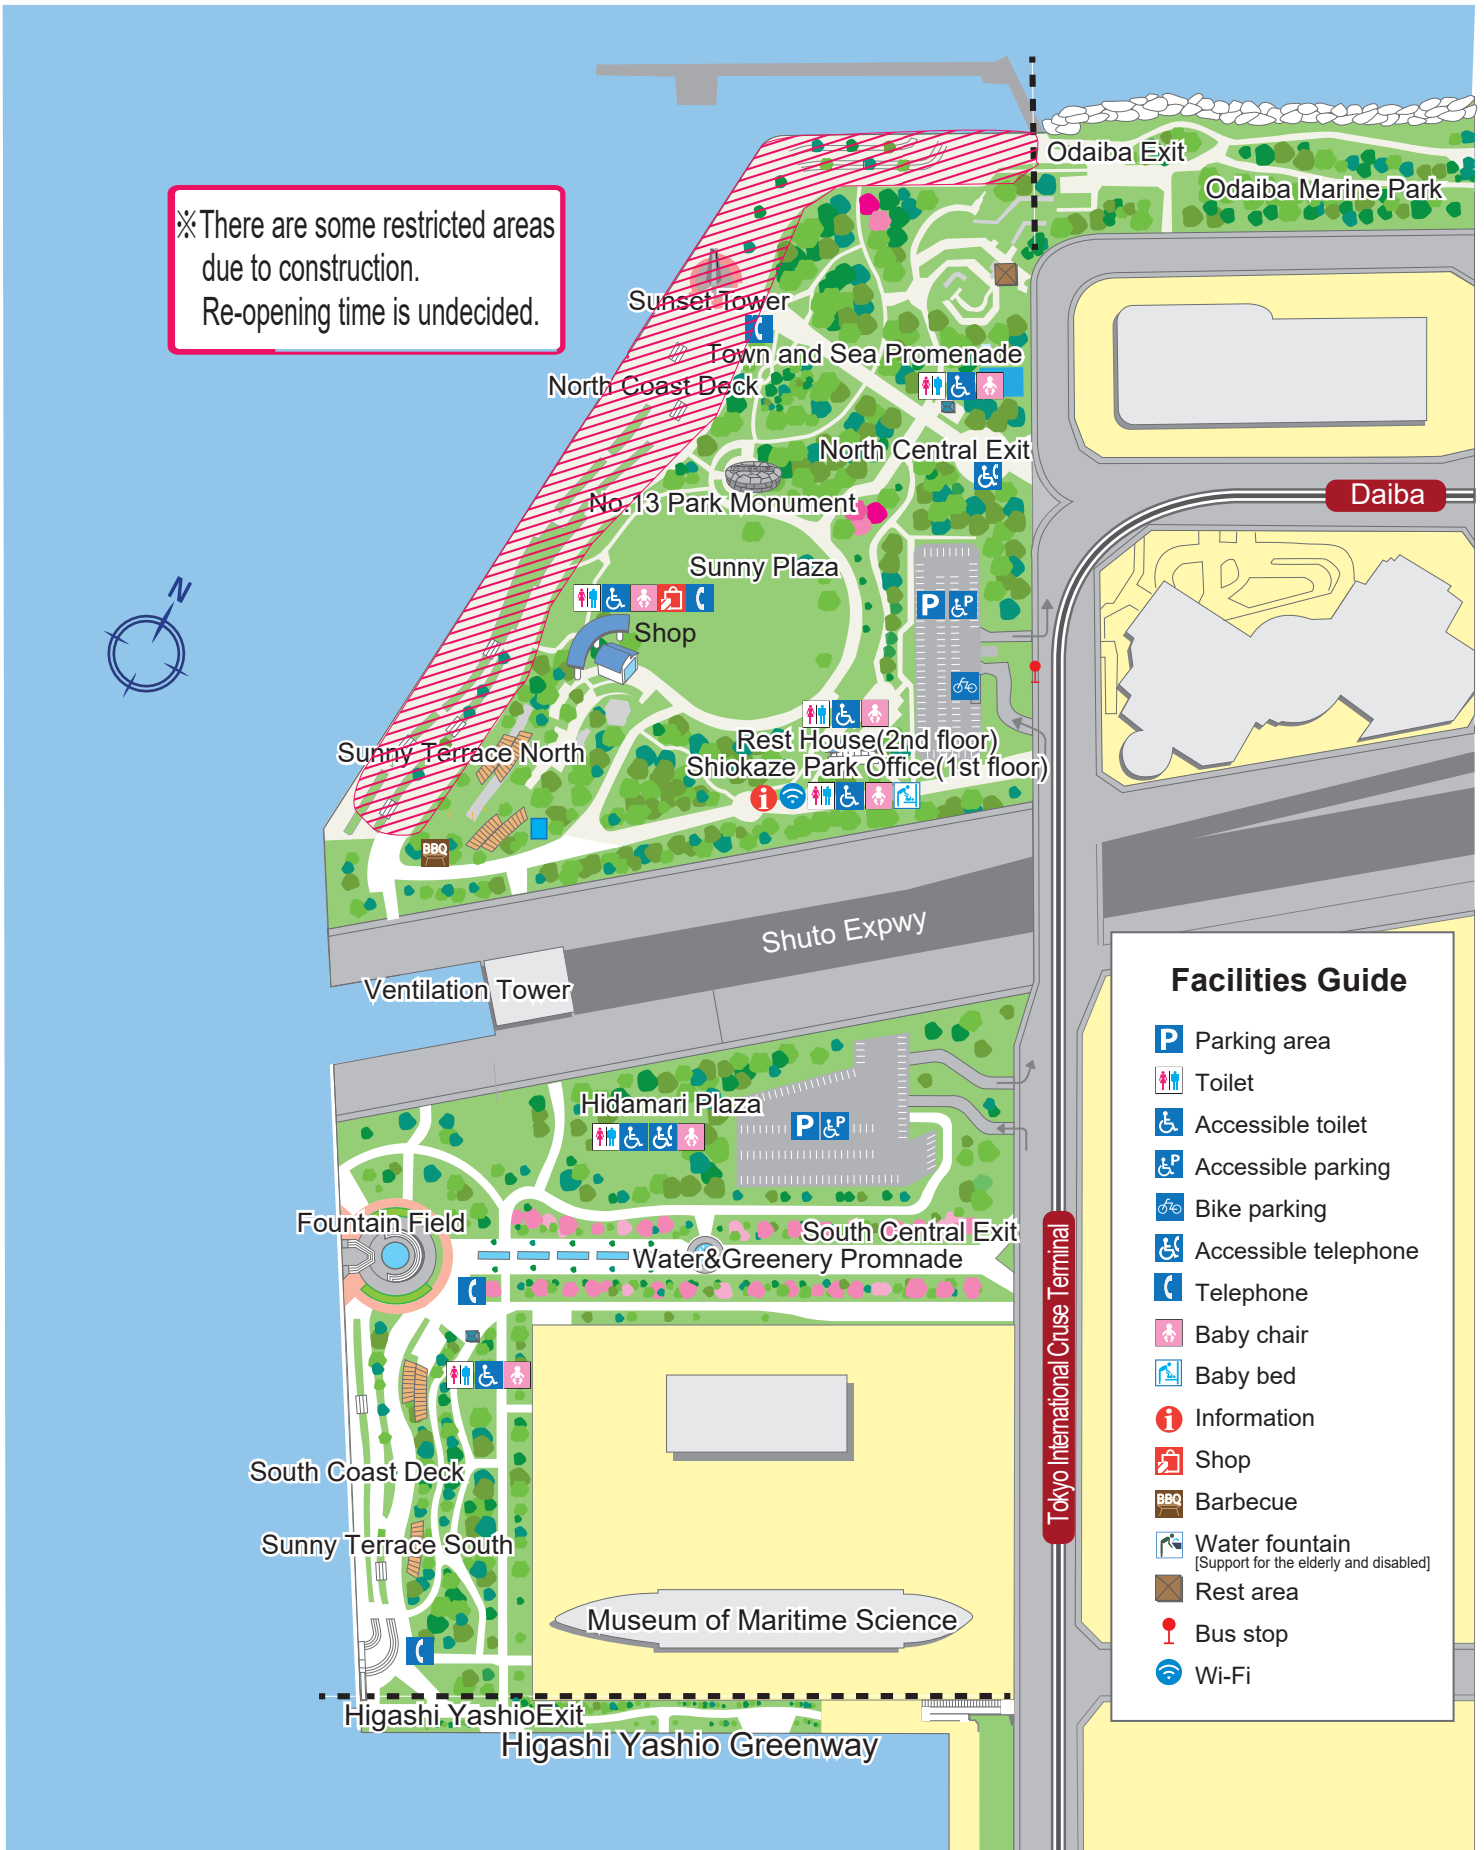 Odaiba Exit
Odaiba Marine Park
※There are some restricted areas
due to construction.
Re-opening time is undecided.
Sunset Tower
Town and Sea Promenade
North Coast Deck
North Central Exit
Daiba
No.13 Park Monument
Sunny Plaza
N
P
P
Shop
Rest House(2nd floor)
Sunny Terrace North
Shiokaze Park Office(1st floor)
i
BBQ
Shuto Expwy
Ventilation Tower
Hidamari Plaza
P
P
Fountain Field
South Central Exit
Water&Greenery Promnade
Tokyo International Cruse Terminal
South Coast Deck
Sunny Terrace South
Museum of Maritime Science
Higashi YashioExit
Higashi Yashio Greenway
Facilities Guide
P Parking area
Toilet
Accessible toilet
P Accessible parking
Bike parking
Accessible telephone
Telephone
Baby chair
Baby bed
i Information
Shop
BBQ Barbecue
Water fountain
[Support for the elderly and disabled]
Rest area
Bus stop
Wi-Fi